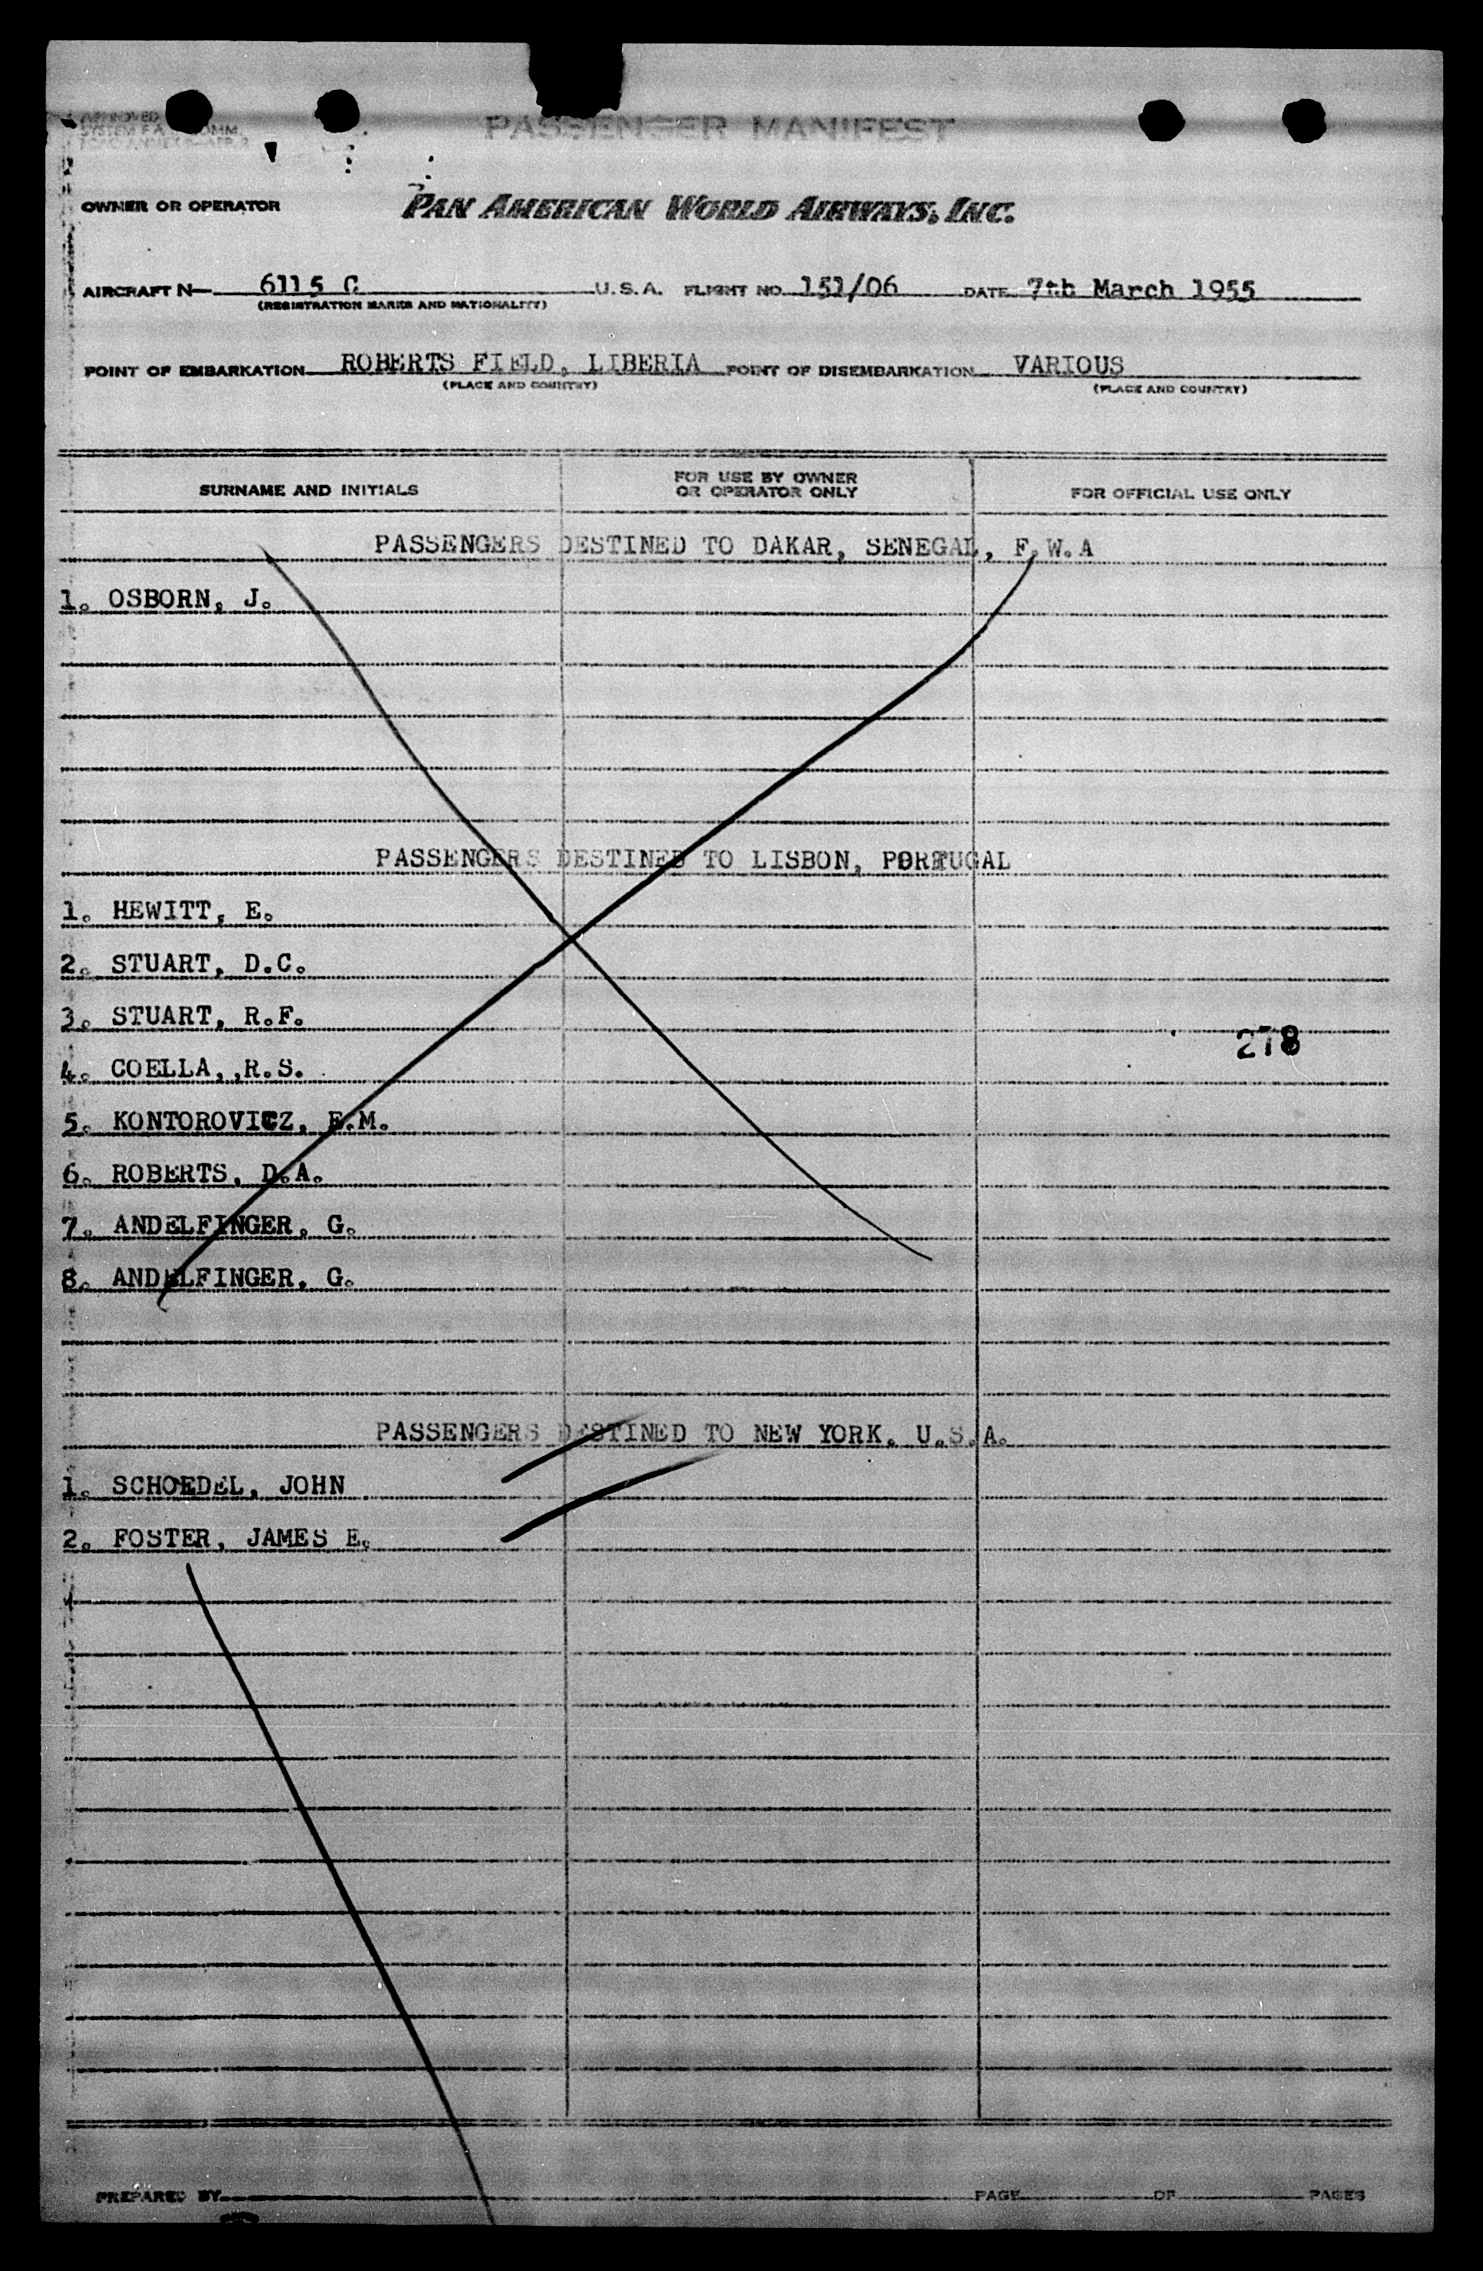 PASSENGER MANIFEST
OWNER OR OPERATOR PAN AMERICAN WORLD AIRWAYS, INC.
AIRCRAFT N— 6115 C U.S.A. FLIGHT NO. 151/06 DATE 7th March 1955
(REGISTRATION MARKS AND NATIONALITY)
POINT OF EMBARKATION ROBERTS FIELD, LIBERIA POINT OF DISEMBARKATION VARIOUS
(PLACE AND COUNTRY) (PLACE AND COUNTRY)
SURNAME AND INITIALS FOR USE BY OWNER OR OPERATOR ONLY FOR OFFICIAL USE ONLY
PASSENGERS DESTINED TO DAKAR, SENEGAL, F.W.A
1. OSBORN, J.
PASSENGERS DESTINED TO LISBON, PORTUGAL
1. HEWITT, E.
2. STUART, D.C.
3. STUART, R.F.
278
4. COELLA,,R.S.
5. KONTOROVICZ, E.M.
6. ROBERTS, D.A.
7. ANDELFINGER, G.
8. ANDELFINGER, G.
PASSENGERS DESTINED TO NEW YORK, U.S.A.
1. SCHOEDEL, JOHN
2. FOSTER, JAMES E.
PREPARED BY PAGE OF PAGES